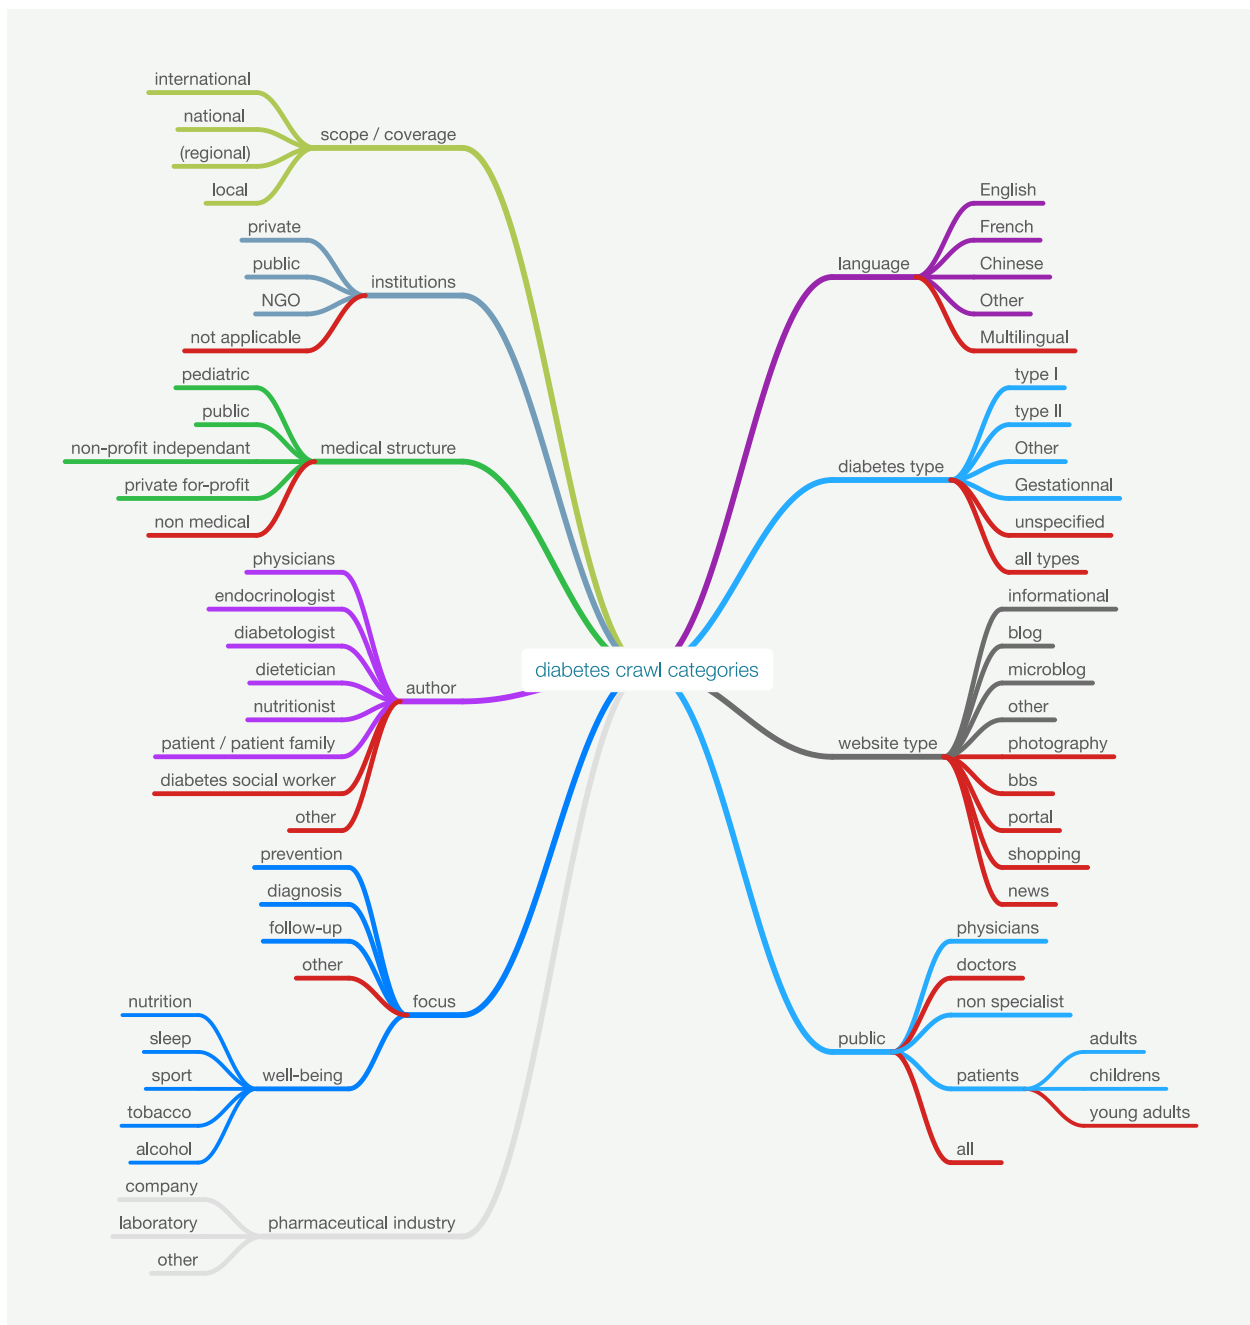 international
national
(regional)
local
scope / coverage
private
public
NGO
not applicable
institutions
pediatric
public
non-profit independant
private for-profit
non medical
medical structure
physicians
endocrinologist
diabetologist
dietetician
nutritionist
patient / patient family
diabetes social worker
other
author
prevention
diagnosis
follow-up
other
focus
nutrition
sleep
sport
tobacco
alcohol
well-being
company
laboratory
other
pharmaceutical industry
diabetes crawl categories
language
English
French
Chinese
Other
Multilingual
diabetes type
type I
type II
Other
Gestationnal
unspecified
all types
website type
informational
blog
microblog
other
photography
bbs
portal
shopping
news
public
physicians
doctors
non specialist
patients
adults
childrens
young adults
all